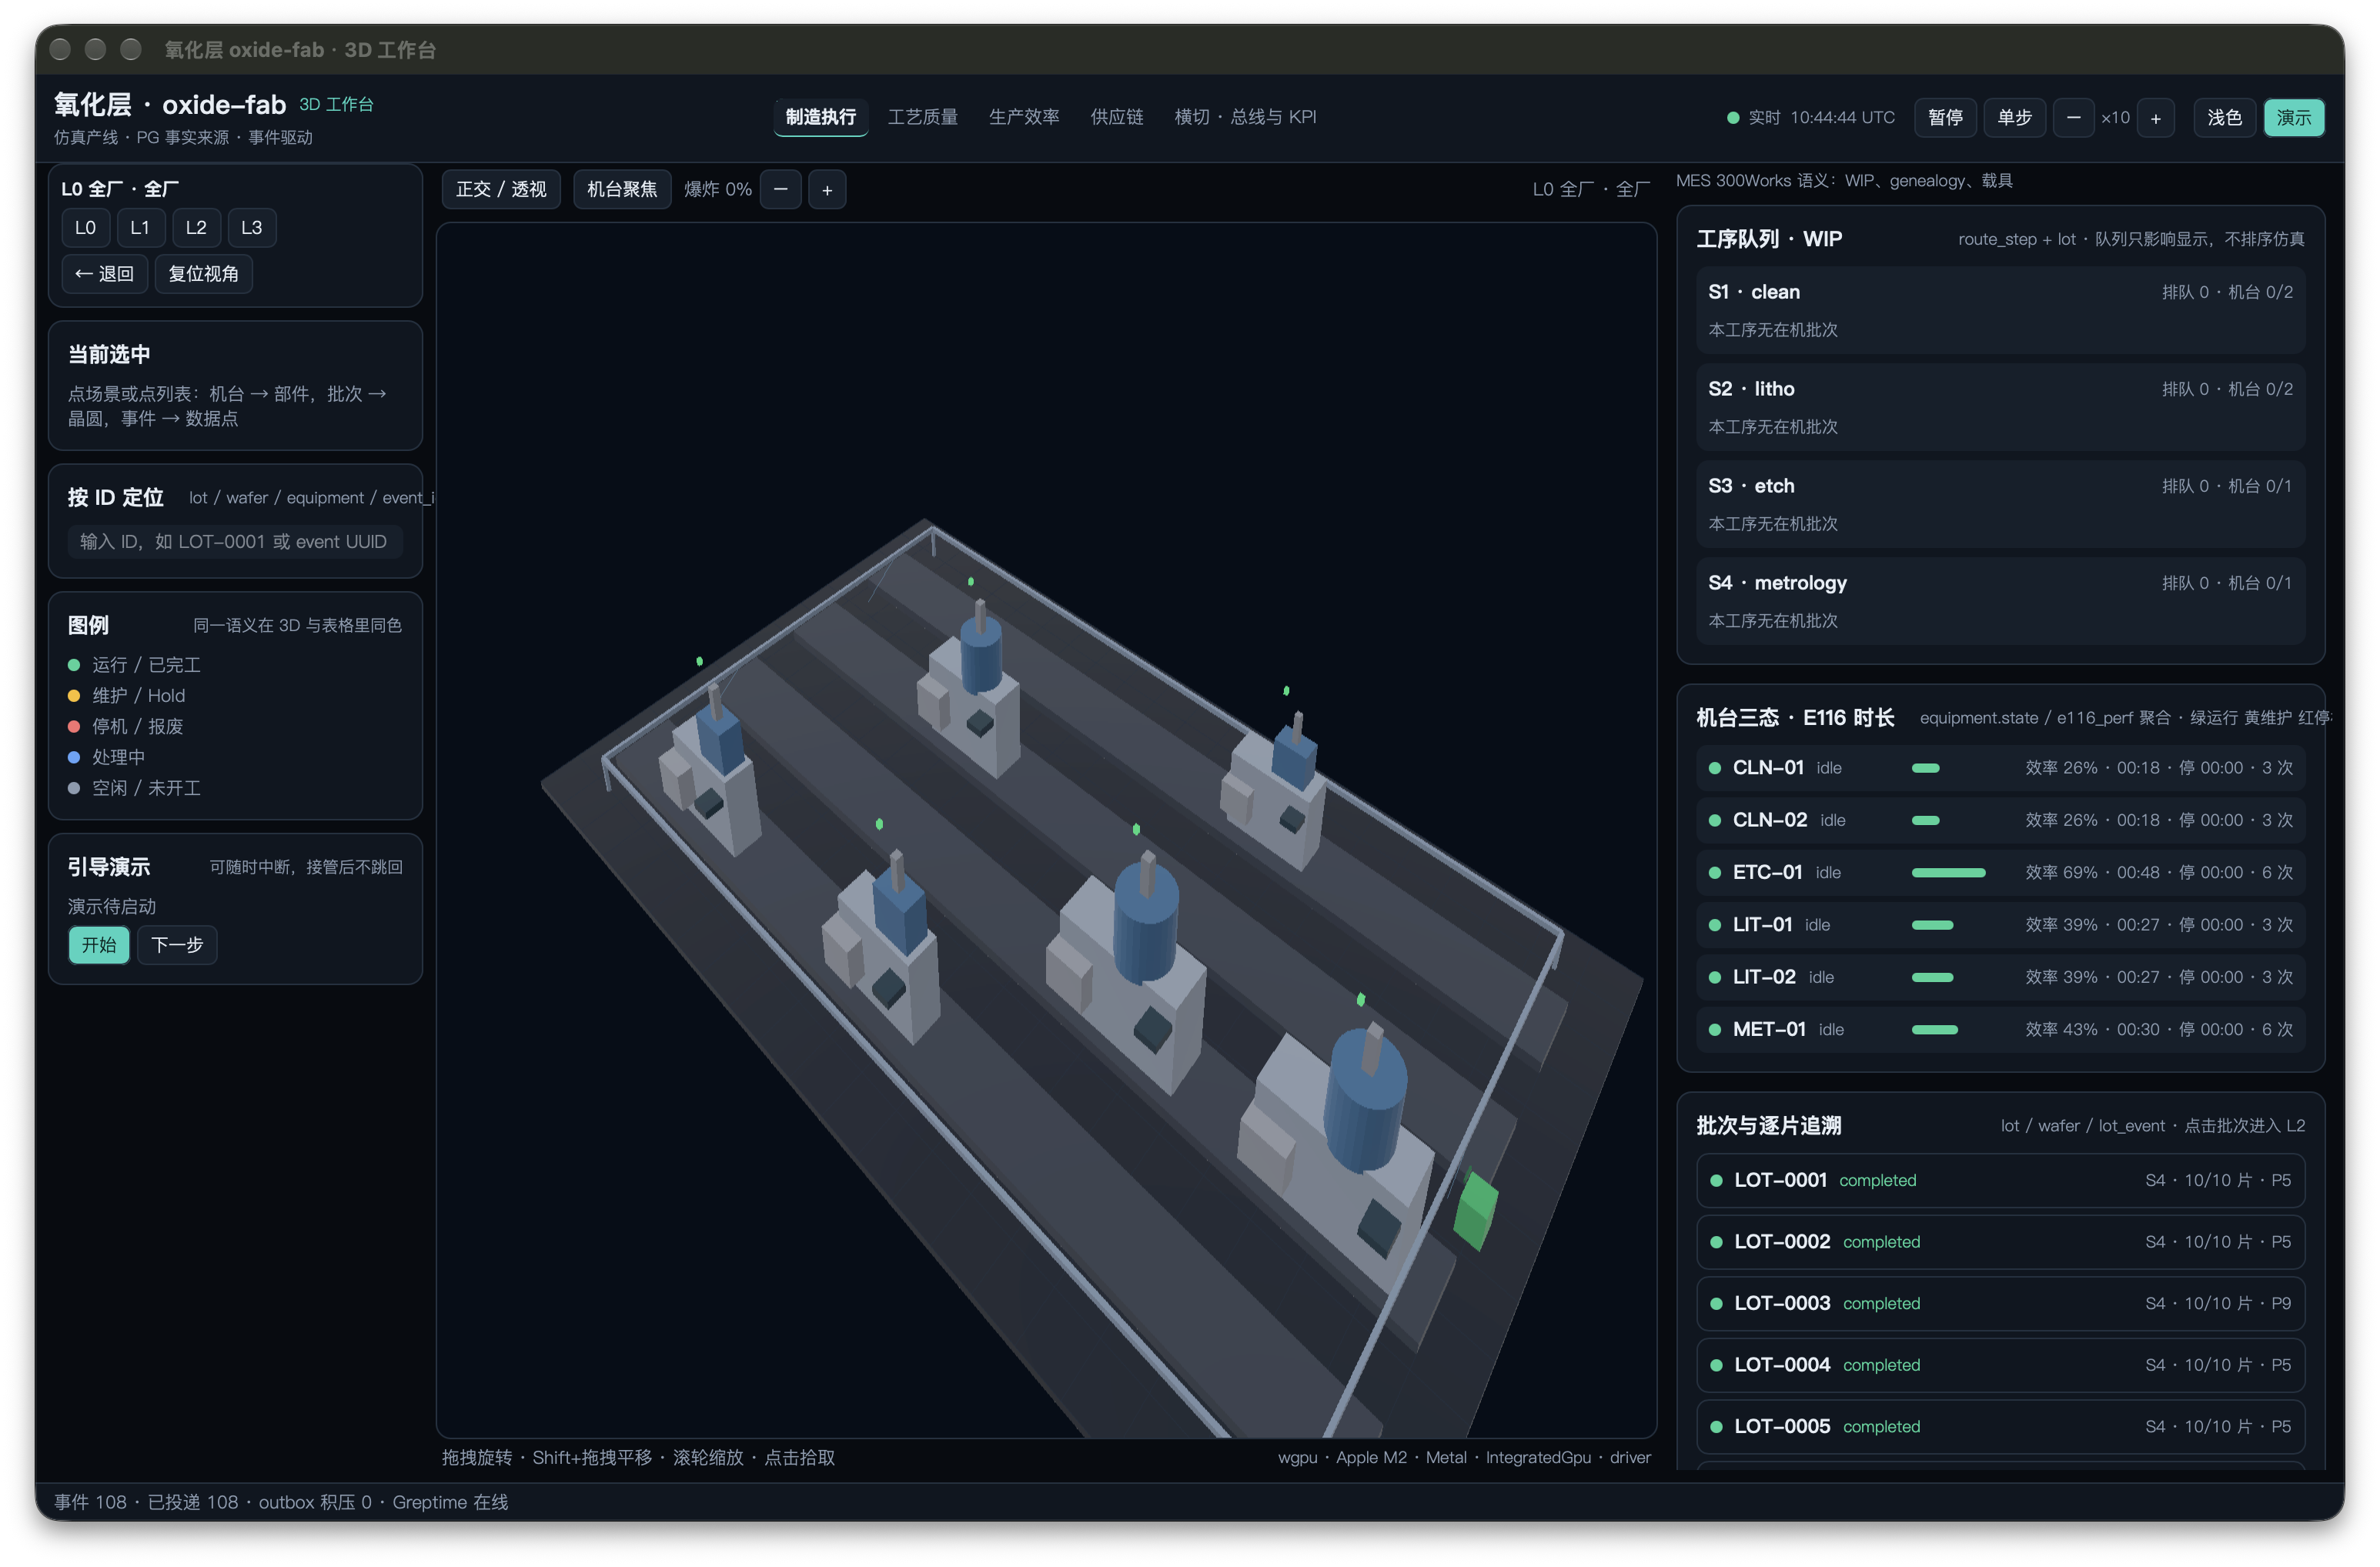 氧化层 oxide-fab · 3D 工作台
氧化层 · oxide-fab 3D 工作台
仿真产线 · PG 事实来源 · 事件驱动
制造执行 工艺质量 生产效率 供应链 横切 · 总线与 KPI
实时 10:44:44 UTC 暂停 单步 — ×10 + 浅色 演示
L0 全厂 · 全厂
L0 L1 L2 L3
← 退回 复位视角
当前选中
点场景或点列表：机台 → 部件，批次 →
晶圆，事件 → 数据点
按 ID 定位 lot / wafer / equipment / event_i
输入 ID，如 LOT-0001 或 event UUID
图例 同一语义在 3D 与表格里同色
运行 / 已完工
维护 / Hold
停机 / 报废
处理中
空闲 / 未开工
引导演示 可随时中断，接管后不跳回
演示待启动
开始 下一步
正交 / 透视 机台聚焦 爆炸 0% — + L0 全厂 · 全厂
拖拽旋转 · Shift+拖拽平移 · 滚轮缩放 · 点击拾取 wgpu · Apple M2 · Metal · IntegratedGpu · driver
MES 300Works 语义：WIP、genealogy、载具
工序队列 · WIP route_step + lot · 队列只影响显示，不排序仿真
S1 · clean 排队 0 · 机台 0/2
本工序无在机批次
S2 · litho 排队 0 · 机台 0/2
本工序无在机批次
S3 · etch 排队 0 · 机台 0/1
本工序无在机批次
S4 · metrology 排队 0 · 机台 0/1
本工序无在机批次
机台三态 · E116 时长 equipment.state / e116_perf 聚合 · 绿运行 黄维护 红停
CLN-01 idle 效率 26% · 00:18 · 停 00:00 · 3 次
CLN-02 idle 效率 26% · 00:18 · 停 00:00 · 3 次
ETC-01 idle 效率 69% · 00:48 · 停 00:00 · 6 次
LIT-01 idle 效率 39% · 00:27 · 停 00:00 · 3 次
LIT-02 idle 效率 39% · 00:27 · 停 00:00 · 3 次
MET-01 idle 效率 43% · 00:30 · 停 00:00 · 6 次
批次与逐片追溯 lot / wafer / lot_event · 点击批次进入 L2
LOT-0001 completed S4 · 10/10 片 · P5
LOT-0002 completed S4 · 10/10 片 · P5
LOT-0003 completed S4 · 10/10 片 · P9
LOT-0004 completed S4 · 10/10 片 · P5
LOT-0005 completed S4 · 10/10 片 · P5
事件 108 · 已投递 108 · outbox 积压 0 · Greptime 在线